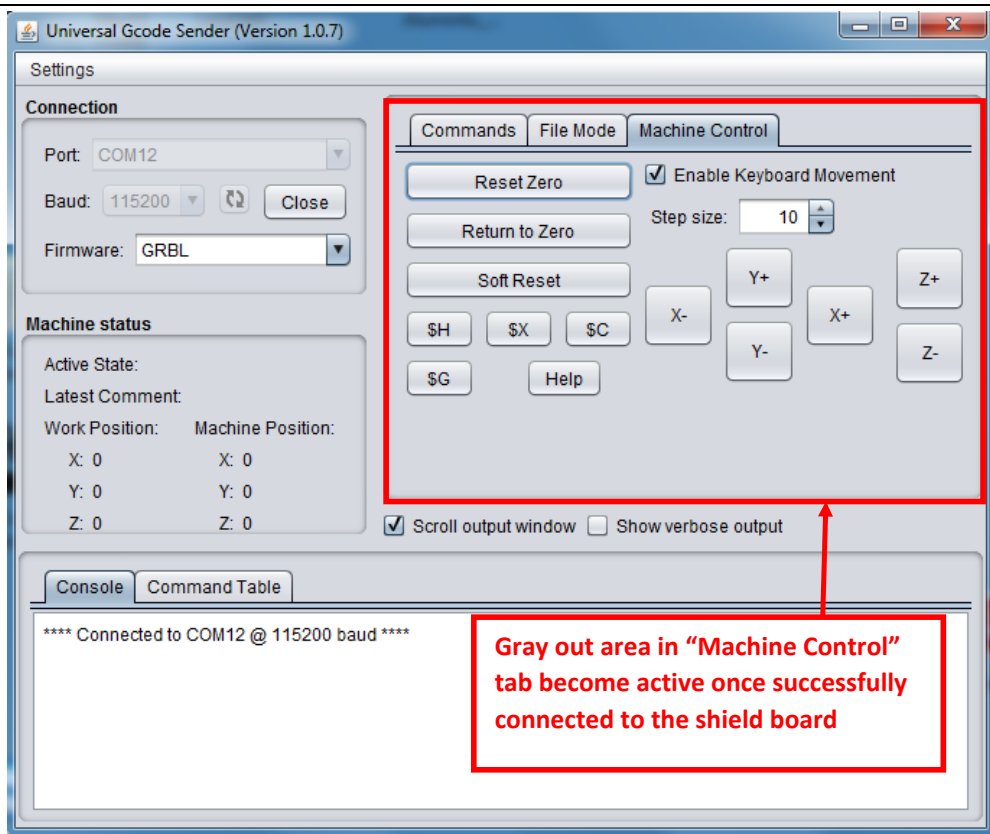 Universal Gcode Sender (Version 1.0.7)
Settings
Connection
Port: COM12
Baud: 115200 Close
Firmware: GRBL
Machine status
Active State:
Latest Comment:
Work Position: Machine Position:
X: 0 X: 0
Y: 0 Y: 0
Z: 0 Z: 0
Commands File Mode Machine Control
Reset Zero Enable Keyboard Movement
Return to Zero Step size: 10
Soft Reset Y+ Z+
$H $X $C X- X+
Y- Z-
$G Help
Scroll output window Show verbose output
Console Command Table
**** Connected to COM12 @ 115200 baud ****
Gray out area in “Machine Control”
tab become active once successfully
connected to the shield board